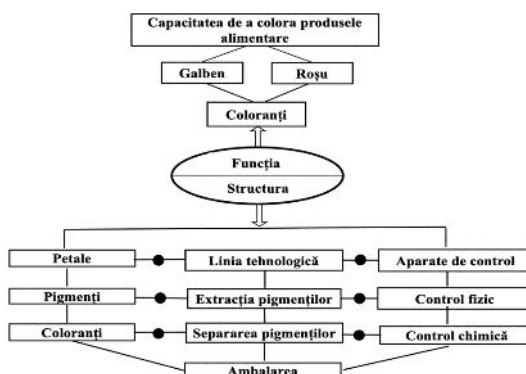 Capacitatea de a colora produsele
alimentare
Galben
Roșu
Coloranți
Funcția
Structura
Petale
Linia tehnologică
Aparate de control
Pigmenți
Extracția pigmenților
Control fizic
Coloranți
Separarea pigmenților
Control chimică
Ambalarea